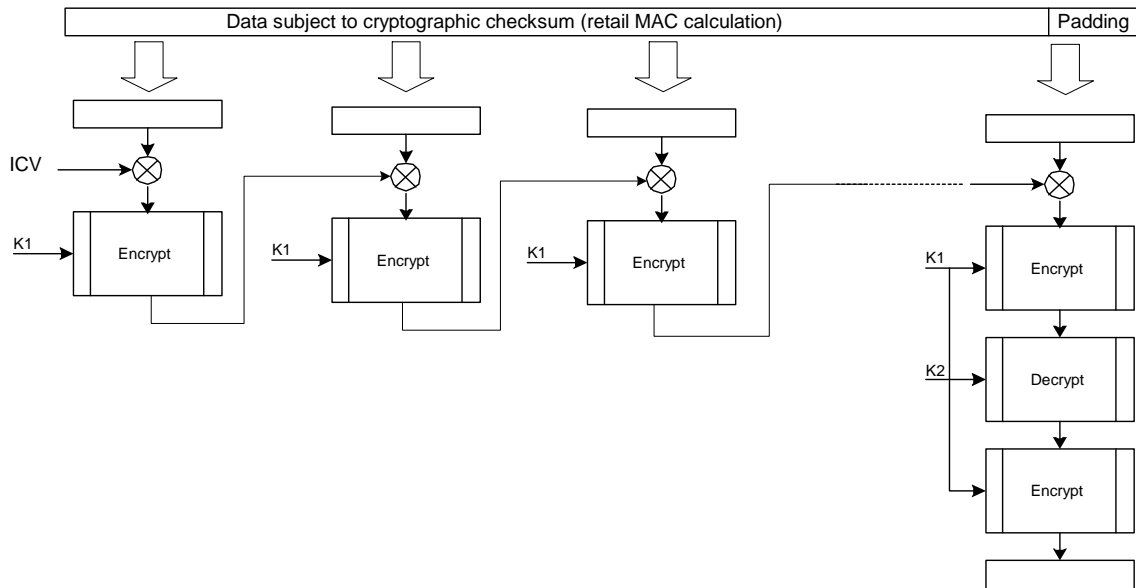 Data subject to cryptographic checksum (retail MAC calculation)
Padding
ICV
K1
Encrypt
K1
Encrypt
K1
Encrypt
K1
Encrypt
K2
Decrypt
Encrypt